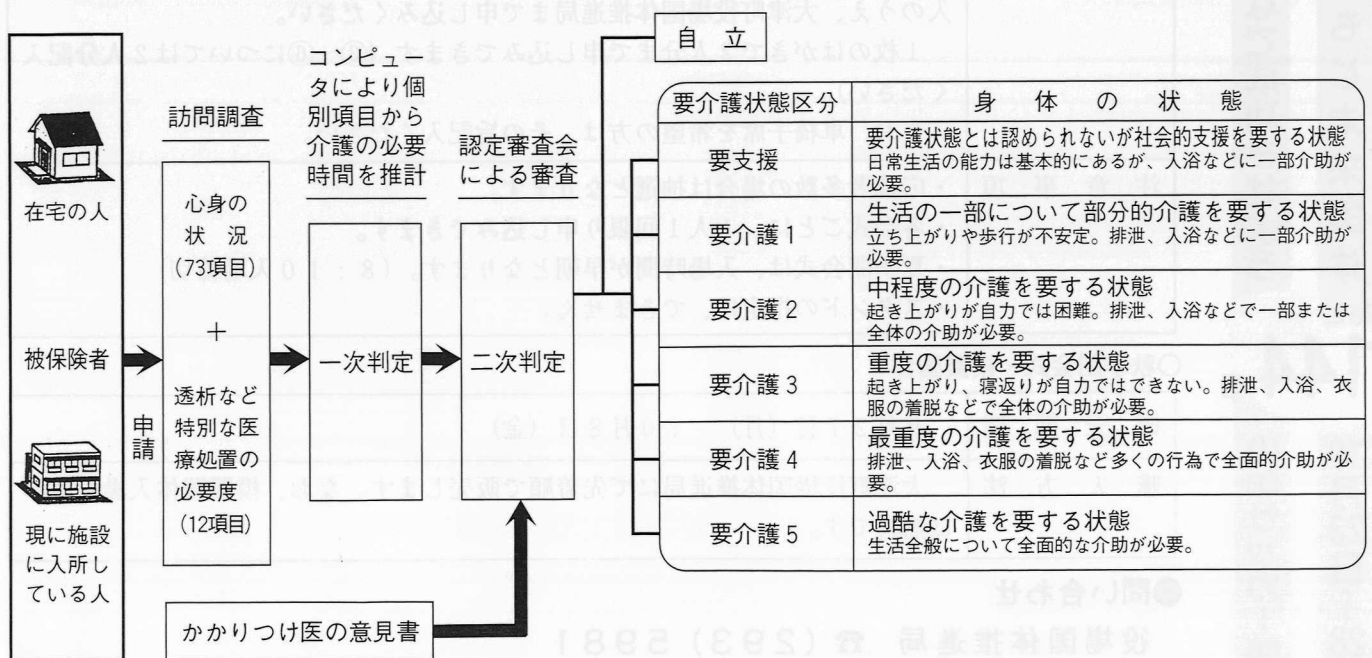 在宅の人
被保険者
現に施設
に入所し
ている人
申請
訪問調査
心身の
状　況
（73項目）
＋
透析など
特別な医
療処置の
必要度
（12項目）
コンピュー
タにより個
別項目から
介護の必要
時間を推計
一次判定
認定審査会
による審査
二次判定
かかりつけ医の意見書
自　立
要介護状態区分　身　体　の　状　態
要支援
要介護状態とは認められないが社会的支援を要する状態
日常生活の能力は基本的にあるが、入浴などに一部介助が
必要。
要介護1
生活の一部について部分的介護を要する状態
立ち上がりや歩行が不安定。排泄、入浴などに一部介助が
必要。
要介護2
中程度の介護を要する状態
起き上がりが自力では困難。排泄、入浴などで一部または
全体の介助が必要。
要介護3
重度の介護を要する状態
起き上がり、寝返りが自力ではできない。排泄、入浴、衣
服の着脱などで全体の介助が必要。
要介護4
最重度の介護を要する状態
排泄、入浴、衣服の着脱など多くの行為で全面的介助が必
要。
要介護5
過酷な介護を要する状態
生活全般について全面的な介助が必要。